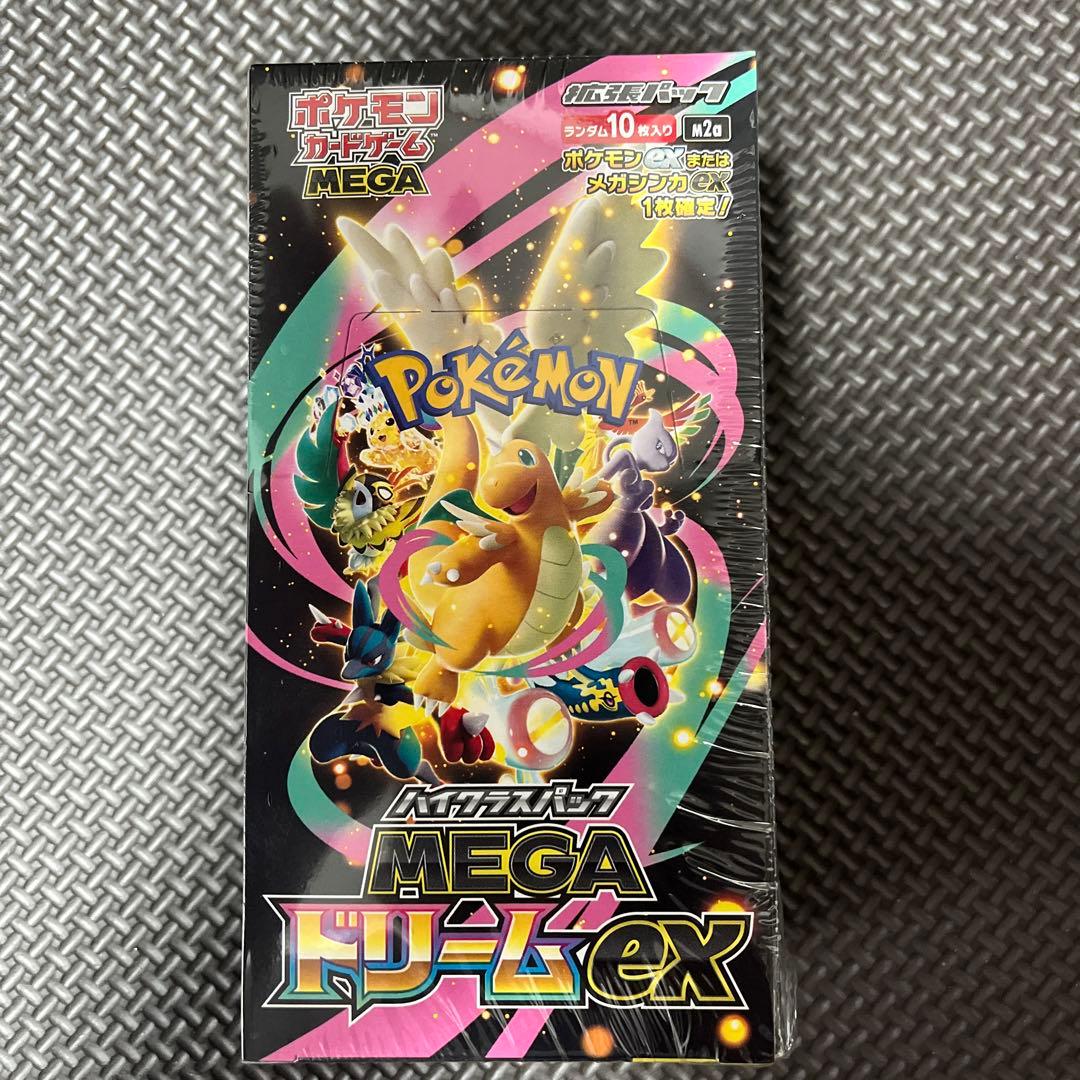 ポケモン
カードゲーム™
MEGA
拡張パック
ランダム10枚入り M2a
ポケモンexまたは
メガシンカex
1枚確定!
POKÉMON™
ハイクラスパック
MEGA
ドリームex